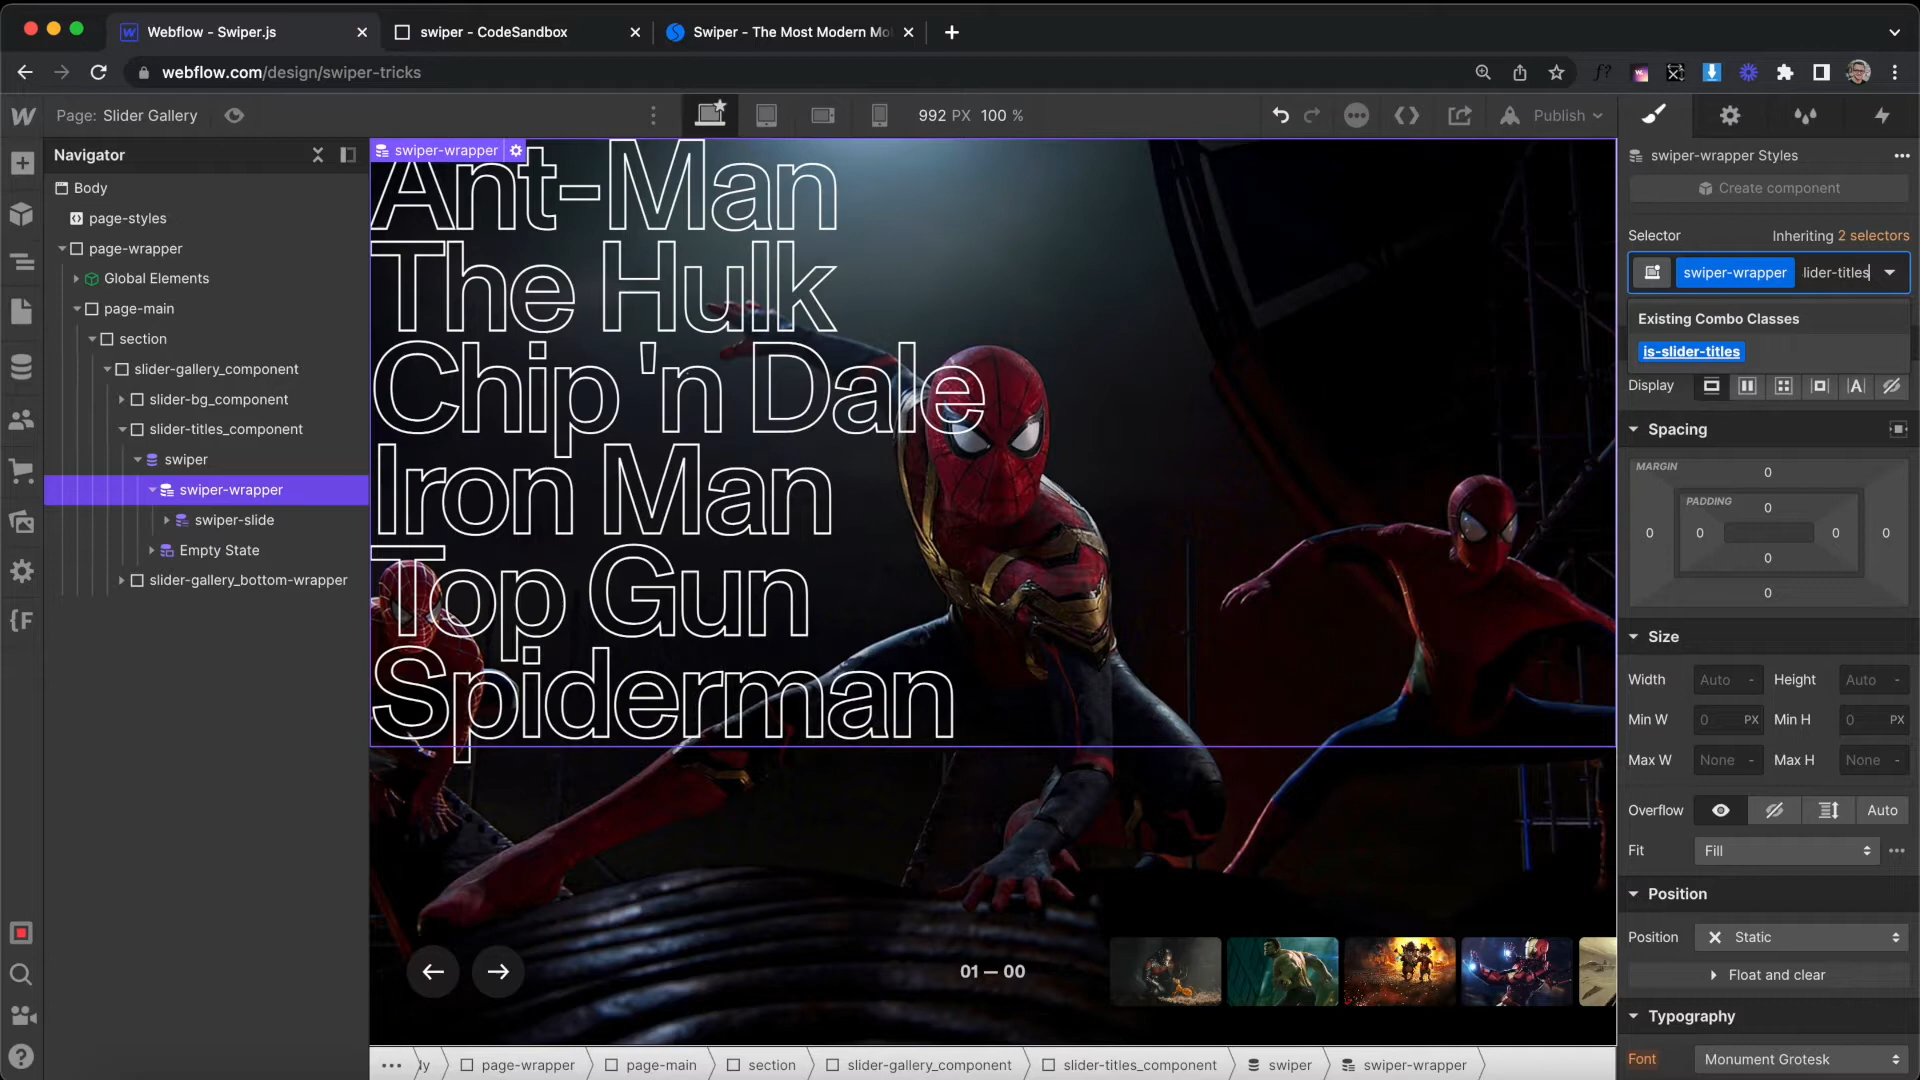 Webflow - Swiper.js
swiper - CodeSandbox
Swiper - The Most Modern Mo
webflow.com/design/swiper-tricks
f?
Page: Slider Gallery
992 PX 100 %
Publish
Navigator
Body
page-styles
page-wrapper
Global Elements
page-main
section
slider-gallery_component
slider-bg_component
slider-titles_component
swiper
swiper-wrapper
swiper-slide
Empty State
slider-gallery_bottom-wrapper
swiper-wrapper
Ant-Man
The Hulk
Chip 'n Dale
Iron Man
Top Gun
Spiderman
01 — 00
swiper-wrapper Styles
Create component
Selector Inheriting 2 selectors
swiper-wrapper lider-titles
Existing Combo Classes
is-slider-titles
Display
Spacing
MARGIN
0
PADDING
0
0 0 0 0
0
0
Size
Width Auto - Height Auto -
Min W 0 PX Min H 0 PX
Max W None - Max H None -
Overflow Auto
Fit Fill
Position
Position Static
Float and clear
Typography
Font Monument Grotesk
ly page-wrapper page-main section slider-gallery_component slider-titles_component swiper swiper-wrapper